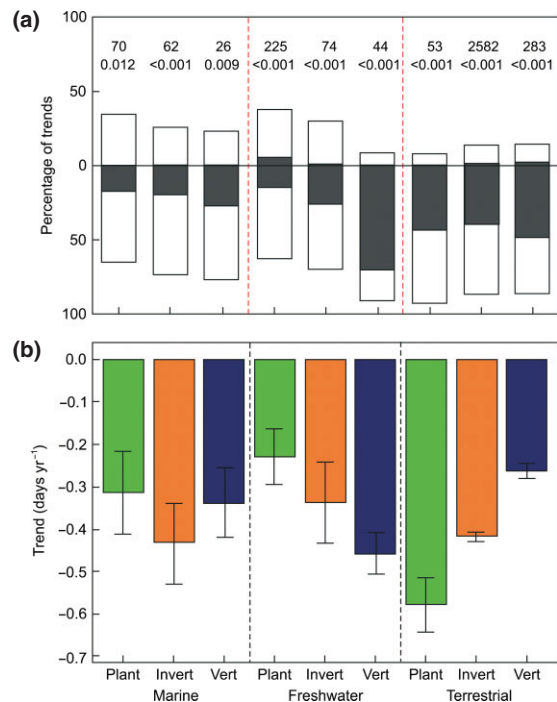 (a)
100
50
0
50
100
Percentage of trends
70 62 26 225 74 44 53 2582 283
0.012 <0.001 0.009 <0.001 <0.001 <0.001 <0.001 <0.001 <0.001
(b)
0.0
−0.1
−0.2
−0.3
−0.4
−0.5
−0.6
−0.7
Trend (days yr⁻¹)
Plant Invert Vert Plant Invert Vert Plant Invert Vert
Marine Freshwater Terrestrial